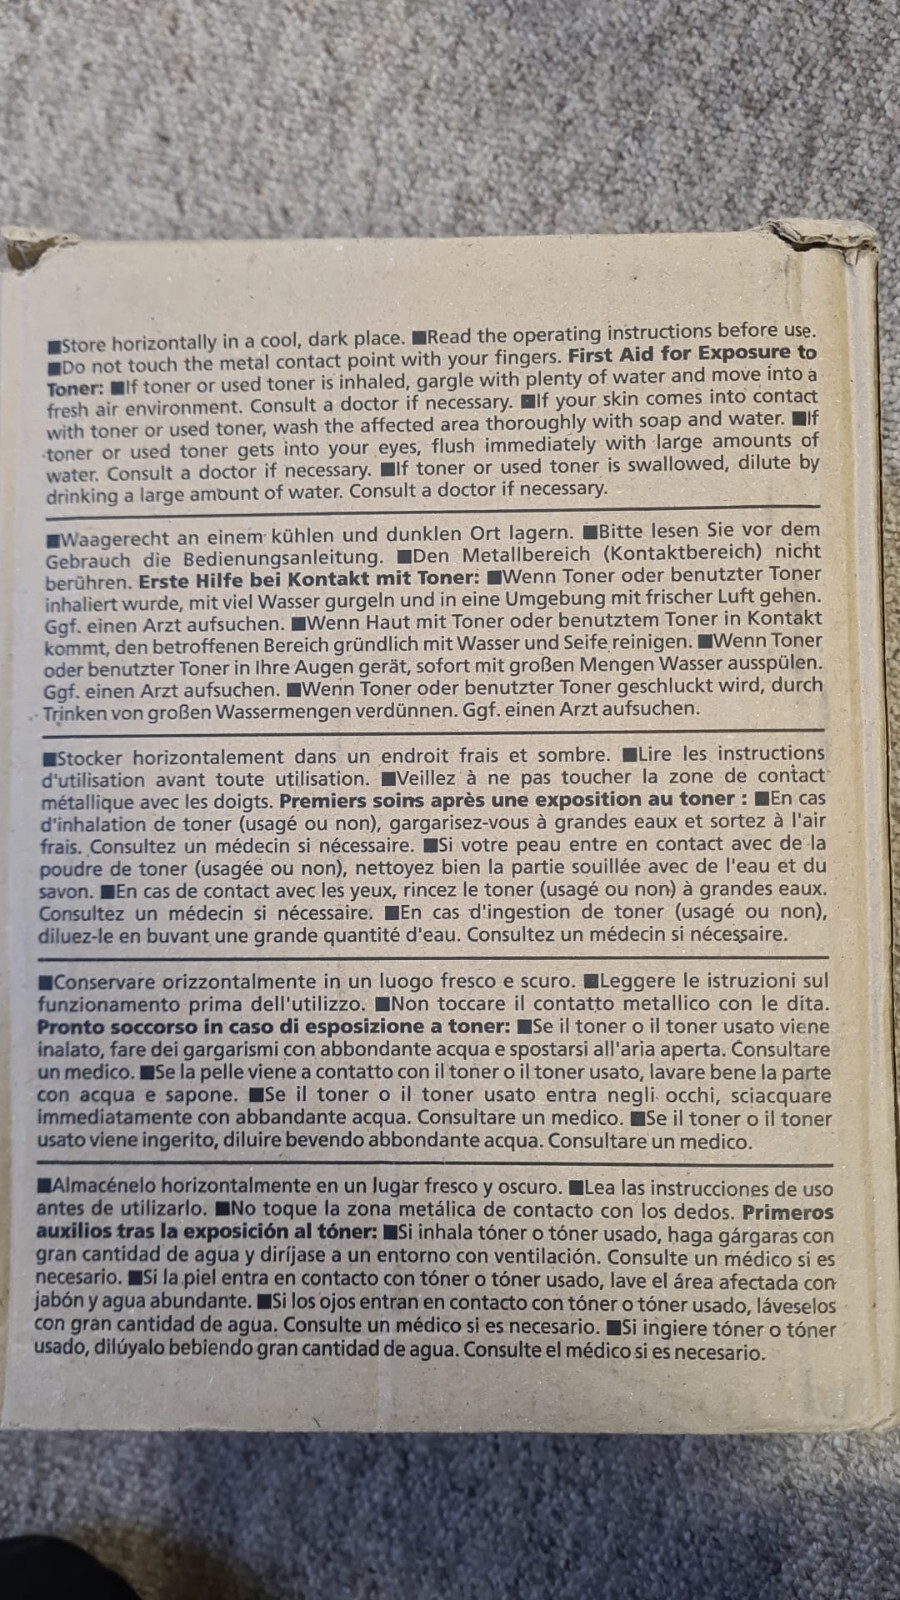 ■Store horizontally in a cool, dark place. ■Read the operating instructions before use.
■Do not touch the metal contact point with your fingers. First Aid for Exposure to
Toner: ■If toner or used toner is inhaled, gargle with plenty of water and move into a
fresh air environment. Consult a doctor if necessary. ■If your skin comes into contact
with toner or used toner, wash the affected area thoroughly with soap and water. ■If
toner or used toner gets into your eyes, flush immediately with large amounts of
water. Consult a doctor if necessary. ■If toner or used toner is swallowed, dilute by
drinking a large amount of water. Consult a doctor if necessary.
■Waagerecht an einem kühlen und dunklen Ort lagern. ■Bitte lesen Sie vor dem
Gebrauch die Bedienungsanleitung. ■Den Metallbereich (Kontaktbereich) nicht
berühren. Erste Hilfe bei Kontakt mit Toner: ■Wenn Toner oder benutzter Toner
inhaliert wurde, mit viel Wasser gurgeln und in eine Umgebung mit frischer Luft gehen.
Ggf. einen Arzt aufsuchen. ■Wenn Haut mit Toner oder benutztem Toner in Kontakt
kommt, den betroffenen Bereich gründlich mit Wasser und Seife reinigen. ■Wenn Toner
oder benutzter Toner in Ihre Augen gerät, sofort mit großen Mengen Wasser ausspülen.
Ggf. einen Arzt aufsuchen. ■Wenn Toner oder benutzter Toner geschluckt wird, durch
Trinken von großen Wassermengen verdünnen. Ggf. einen Arzt aufsuchen.
■Stocker horizontalement dans un endroit frais et sombre. ■Lire les instructions
d'utilisation avant toute utilisation. ■Veillez à ne pas toucher la zone de contact
métallique avec les doigts. Premiers soins après une exposition au toner : ■En cas
d'inhalation de toner (usagé ou non), gargarisez-vous à grandes eaux et sortez à l'air
frais. Consultez un médecin si nécessaire. ■Si votre peau entre en contact avec de la
poudre de toner (usagée ou non), nettoyez bien la partie souillée avec de l'eau et du
savon. ■En cas de contact avec les yeux, rincez le toner (usagé ou non) à grandes eaux.
Consultez un médecin si nécessaire. ■En cas d'ingestion de toner (usagé ou non),
diluez-le en buvant une grande quantité d'eau. Consultez un médecin si nécessaire.
■Conservare orizzontalmente in un luogo fresco e scuro. ■Leggere le istruzioni sul
funzionamento prima dell'utilizzo. ■Non toccare il contatto metallico con le dita.
Pronto soccorso in caso di esposizione a toner: ■Se il toner o il toner usato viene
inalato, fare dei gargarismi con abbondante acqua e spostarsi all'aria aperta. Consultare
un medico. ■Se la pelle viene a contatto con il toner o il toner usato, lavare bene la parte
con acqua e sapone. ■Se il toner o il toner usato entra negli occhi, sciacquare
immediatamente con abbandante acqua. Consultare un medico. ■Se il toner o il toner
usato viene ingerito, diluire bevendo abbondante acqua. Consultare un medico.
■Almacénelo horizontalmente en un lugar fresco y oscuro. ■Lea las instrucciones de uso
antes de utilizarlo. ■No toque la zona metálica de contacto con los dedos. Primeros
auxilios tras la exposición al tóner: ■Si inhala tóner o tóner usado, haga gárgaras con
gran cantidad de agua y diríjase a un entorno con ventilación. Consulte un médico si es
necesario. ■Si la piel entra en contacto con tóner o tóner usado, lave el área afectada con
jabón y agua abundante. ■Si los ojos entran en contacto con tóner o tóner usado, láveselos
con gran cantidad de agua. Consulte un médico si es necesario. ■Si ingiere tóner o tóner
usado, dilúyalo bebiendo gran cantidad de agua. Consulte el médico si es necesario.